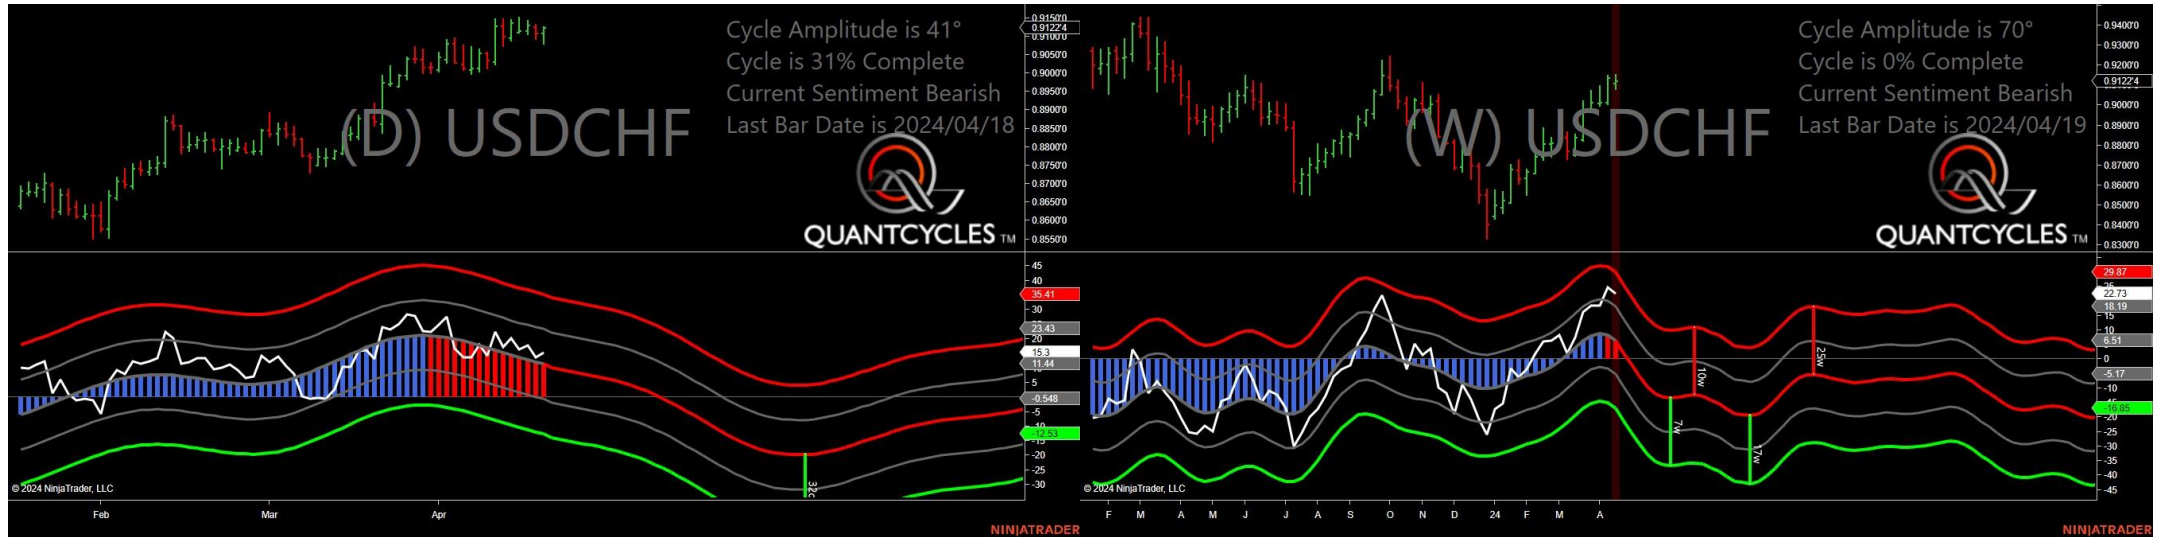 Cycle Amplitude is 41°
Cycle is 31% Complete
Current Sentiment Bearish
Last Bar Date is 2024/04/18
(D) USDCHF
QUANTCYCLES TM
0.9150'0
0.9122'4
0.9100'0
0.9050'0
0.9000'0
0.8950'0
0.8900'0
0.8850'0
0.8800'0
0.8750'0
0.8700'0
0.8650'0
0.8600'0
0.8550'0
45
40
35.41
30
23.43
20
15.3
11.44
5
-0.548
-5
-12.53
-20
-25
-30
© 2024 NinjaTrader, LLC
Feb Mar Apr
NINJATRADER
Cycle Amplitude is 70°
Cycle is 0% Complete
Current Sentiment Bearish
Last Bar Date is 2024/04/19
(W) USDCHF
QUANTCYCLES TM
0.9400'0
0.9300'0
0.9200'0
0.9122'4
0.9000'0
0.8900'0
0.8800'0
0.8700'0
0.8600'0
0.8500'0
0.8400'0
0.8300'0
29.87
22.73
18.19
15
10
6.51
0
-5.17
-10
-16.85
-20
-25
-30
-35
-40
-45
7w
10w
17w
25w
© 2024 NinjaTrader, LLC
F M A M J J A S O N D 24 F M A
NINJATRADER